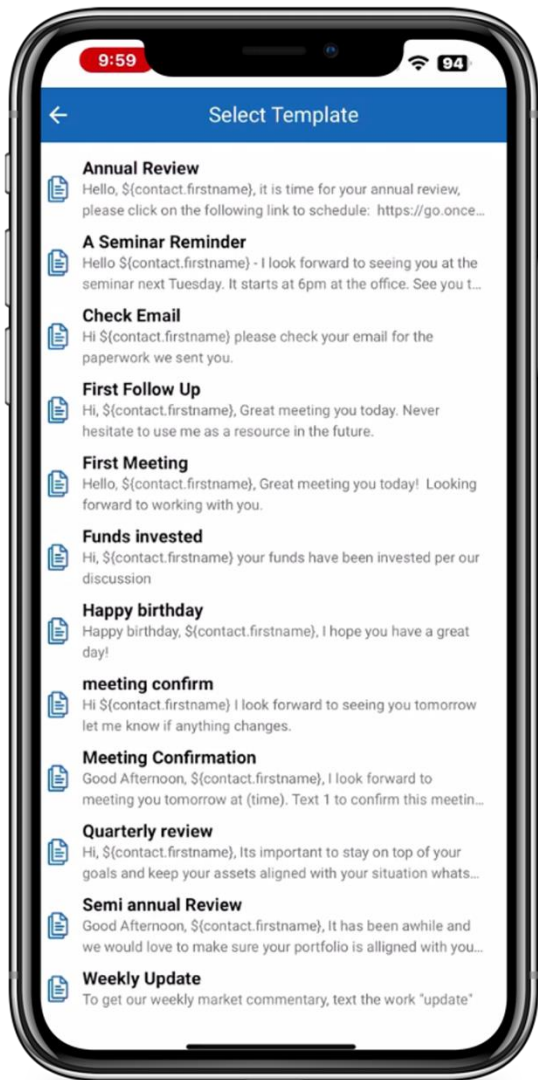 9:59
94
Select Template
Annual Review
Hello, ${contact.firstname}, it is time for your annual review,
please click on the following link to schedule:  https://go.once...
A Seminar Reminder
Hello ${contact.firstname} - I look forward to seeing you at the
seminar next Tuesday. It starts at 6pm at the office. See you t...
Check Email
Hi ${contact.firstname} please check your email for the
paperwork we sent you.
First Follow Up
Hi, ${contact.firstname}, Great meeting you today. Never
hesitate to use me as a resource in the future.
First Meeting
Hello, ${contact.firstname}, Great meeting you today!  Looking
forward to working with you.
Funds invested
Hi, ${contact.firstname} your funds have been invested per our
discussion
Happy birthday
Happy birthday, ${contact.firstname}, I hope you have a great
day!
meeting confirm
Hi ${contact.firstname} I look forward to seeing you tomorrow
let me know if anything changes.
Meeting Confirmation
Good Afternoon, ${contact.firstname}, I look forward to
meeting you tomorrow at (time). Text 1 to confirm this meetin...
Quarterly review
Hi, ${contact.firstname}, Its important to stay on top of your
goals and keep your assets aligned with your situation whats...
Semi annual Review
Good Afternoon, ${contact.firstname}, It has been awhile and
we would love to make sure your portfolio is alligned with you...
Weekly Update
To get our weekly market commentary, text the work "update"